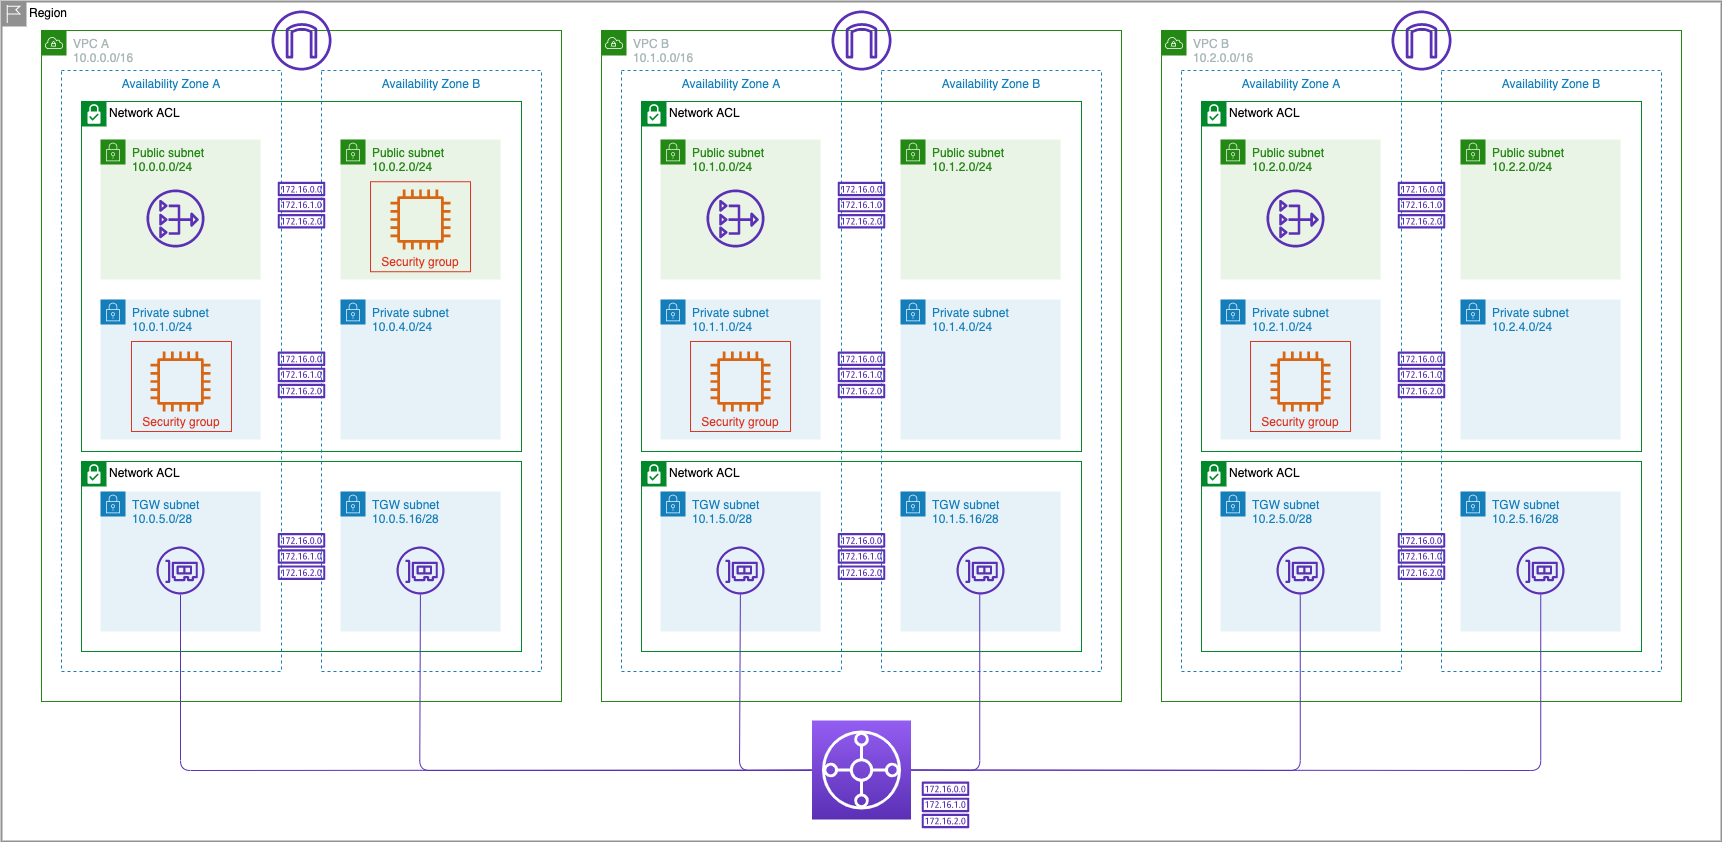 Region
VPC A
10.0.0.0/16
Availability Zone A
Availability Zone B
Network ACL
Public subnet
10.0.0.0/24
Public subnet
10.0.2.0/24
172.16.0.0
172.16.1.0
172.16.2.0
Security group
Private subnet
10.0.1.0/24
Private subnet
10.0.4.0/24
172.16.0.0
172.16.1.0
172.16.2.0
Security group
Network ACL
TGW subnet
10.0.5.0/28
TGW subnet
10.0.5.16/28
172.16.0.0
172.16.1.0
172.16.2.0
VPC B
10.1.0.0/16
Availability Zone A
Availability Zone B
Network ACL
Public subnet
10.1.0.0/24
Public subnet
10.1.2.0/24
172.16.0.0
172.16.1.0
172.16.2.0
Private subnet
10.1.1.0/24
Private subnet
10.1.4.0/24
172.16.0.0
172.16.1.0
172.16.2.0
Security group
Network ACL
TGW subnet
10.1.5.0/28
TGW subnet
10.1.5.16/28
172.16.0.0
172.16.1.0
172.16.2.0
VPC B
10.2.0.0/16
Availability Zone A
Availability Zone B
Network ACL
Public subnet
10.2.0.0/24
Public subnet
10.2.2.0/24
172.16.0.0
172.16.1.0
172.16.2.0
Private subnet
10.2.1.0/24
Private subnet
10.2.4.0/24
172.16.0.0
172.16.1.0
172.16.2.0
Security group
Network ACL
TGW subnet
10.2.5.0/28
TGW subnet
10.2.5.16/28
172.16.0.0
172.16.1.0
172.16.2.0
172.16.0.0
172.16.1.0
172.16.2.0